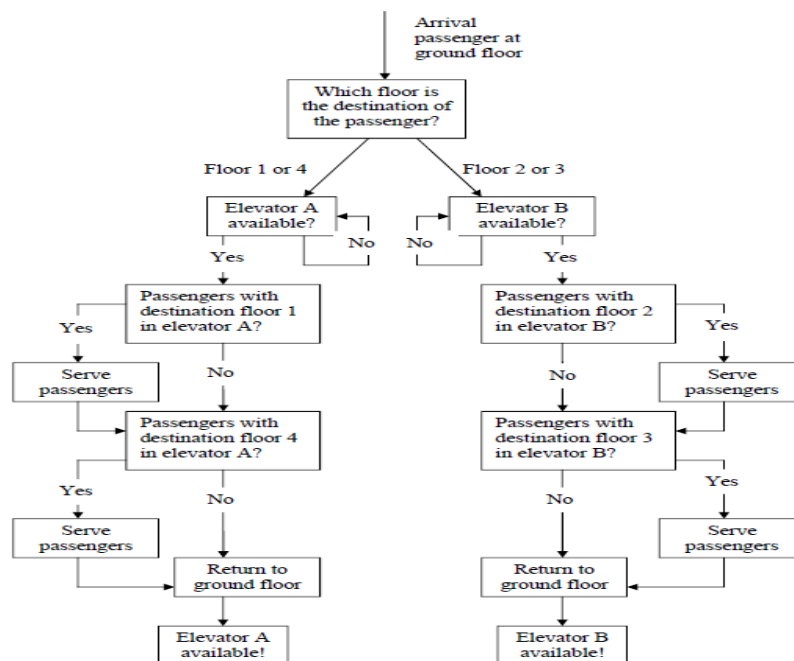 Arrival
passenger at
ground floor
Which floor is
the destination of
the passenger?
Floor 1 or 4
Floor 2 or 3
Elevator A
available?
Elevator B
available?
No
No
Yes
Yes
Passengers with
destination floor 1
in elevator A?
Passengers with
destination floor 2
in elevator B?
Yes
Yes
No
No
Serve
passengers
Serve
passengers
Passengers with
destination floor 4
in elevator A?
Passengers with
destination floor 3
in elevator B?
Yes
Yes
No
No
Serve
passengers
Serve
passengers
Return to
ground floor
Return to
ground floor
Elevator A
available!
Elevator B
available!